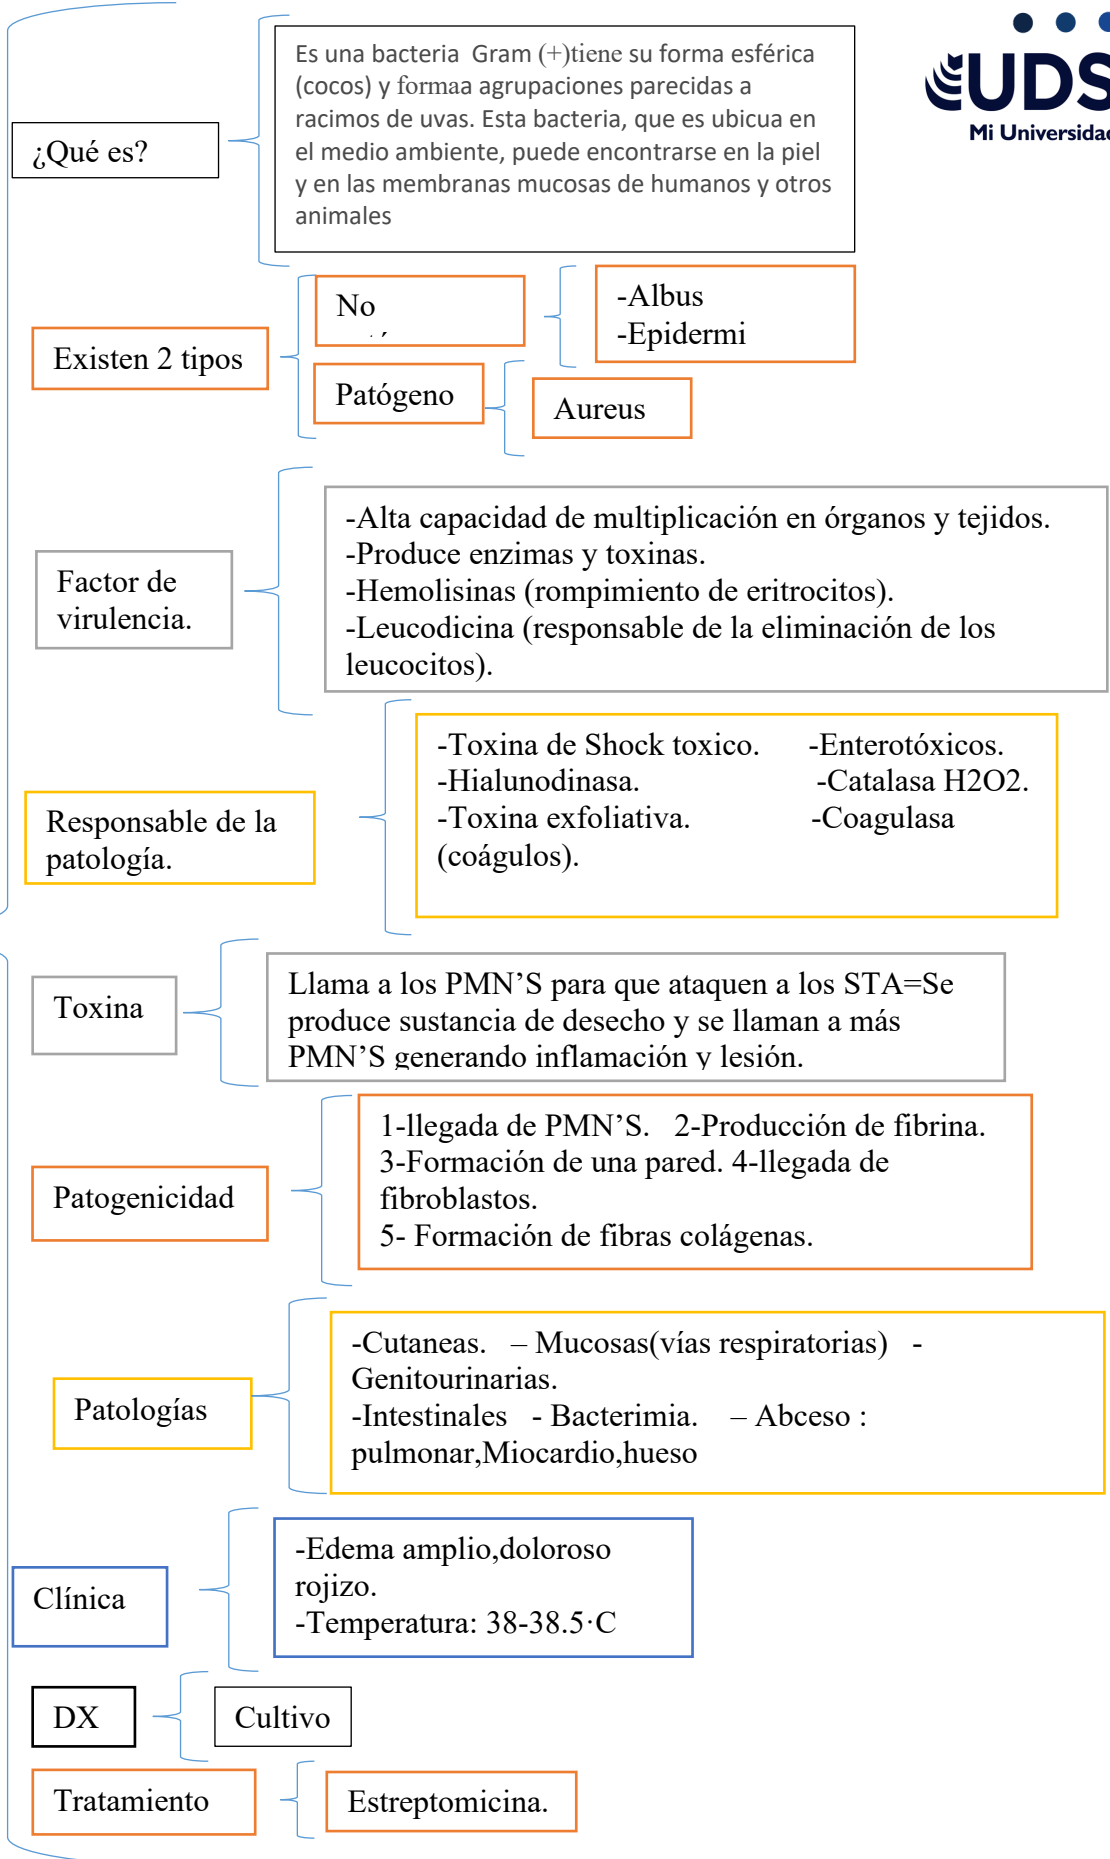 UDS
Mi Universidad
¿Qué es?
Es una bacteria Gram (+)tiene su forma esférica
(cocos) y formaa agrupaciones parecidas a
racimos de uvas. Esta bacteria, que es ubicua en
el medio ambiente, puede encontrarse en la piel
y en las membranas mucosas de humanos y otros
animales
Existen 2 tipos
No
-Albus
-Epidermi
Patógeno
Aureus
Factor de
virulencia.
-Alta capacidad de multiplicación en órganos y tejidos.
-Produce enzimas y toxinas.
-Hemolisinas (rompimiento de eritrocitos).
-Leucodicina (responsable de la eliminación de los
leucocitos).
Responsable de la
patología.
-Toxina de Shock toxico. -Enterotóxicos.
-Hialunodinasa. -Catalasa H2O2.
-Toxina exfoliativa. -Coagulasa
(coágulos).
Toxina
Llama a los PMN’S para que ataquen a los STA=Se
produce sustancia de desecho y se llaman a más
PMN’S generando inflamación y lesión.
Patogenicidad
1-llegada de PMN’S. 2-Producción de fibrina.
3-Formación de una pared. 4-llegada de
fibroblastos.
5- Formación de fibras colágenas.
Patologías
-Cutaneas. – Mucosas(vías respiratorias) -
Genitourinarias.
-Intestinales - Bacterimia. – Abceso :
pulmonar,Miocardio,hueso
Clínica
-Edema amplio,doloroso
rojizo.
-Temperatura: 38-38.5·C
DX
Cultivo
Tratamiento
Estreptomicina.